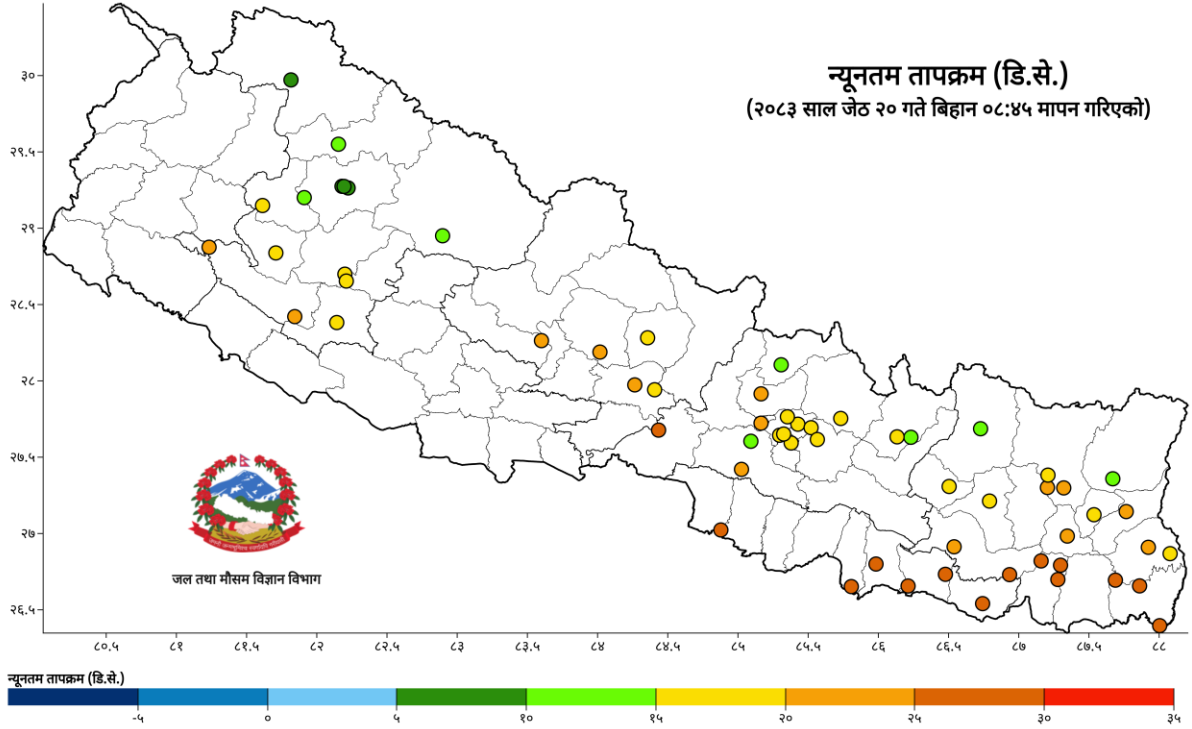 न्यूनतम तापक्रम (डि.से.)
(२०८३ साल जेठ २० गते बिहान ०८:४५ मापन गरिएको)
३०
२९.५
२९
२८.५
२८
२७.५
२७
२६.५
जल तथा मौसम विज्ञान विभाग
८०.५ ८१ ८१.५ ८२ ८२.५ ८३ ८३.५ ८४ ८४.५ ८५ ८५.५ ८६ ८६.५ ८७ ८७.५ ८८
न्यूनतम तापक्रम (डि.से.)
-५ ० ५ १० १५ २० २५ ३० ३५